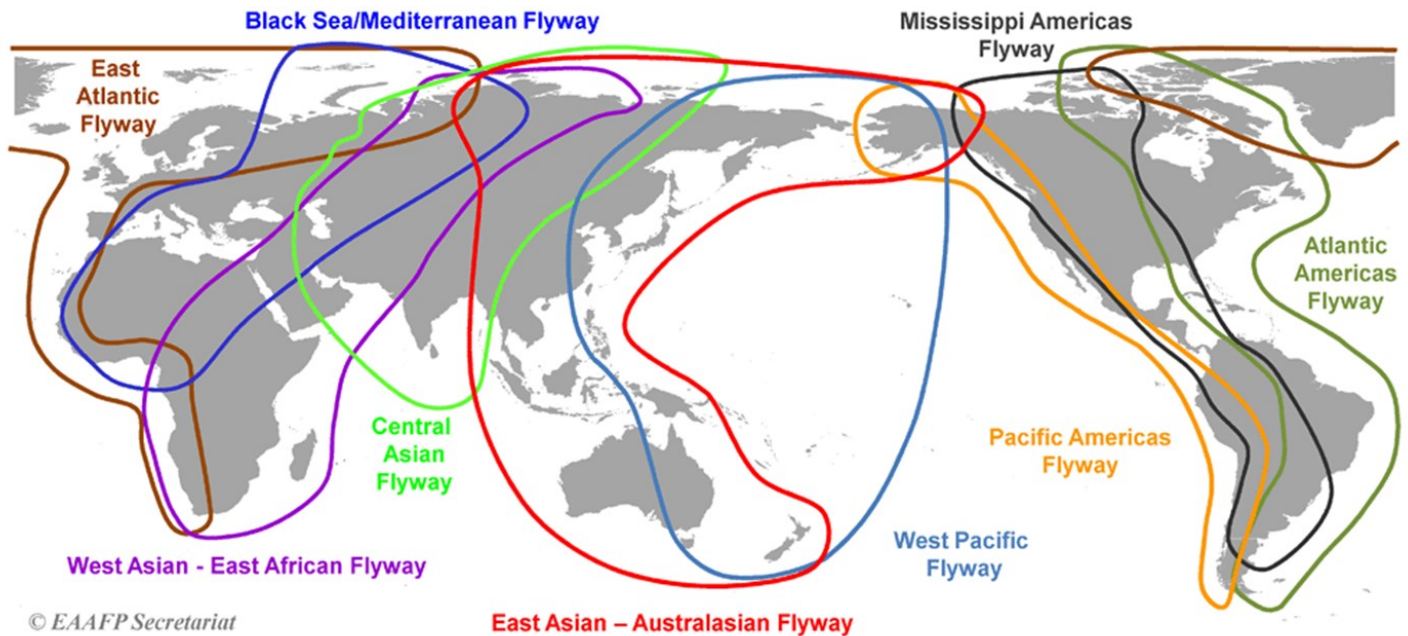 Black Sea/Mediterranean Flyway
Mississippi Americas
Flyway
East
Atlantic
Flyway
Atlantic
Americas
Flyway
Central
Asian
Flyway
Pacific Americas
Flyway
West Pacific
Flyway
West Asian - East African Flyway
East Asian – Australasian Flyway
© EAAFP Secretariat